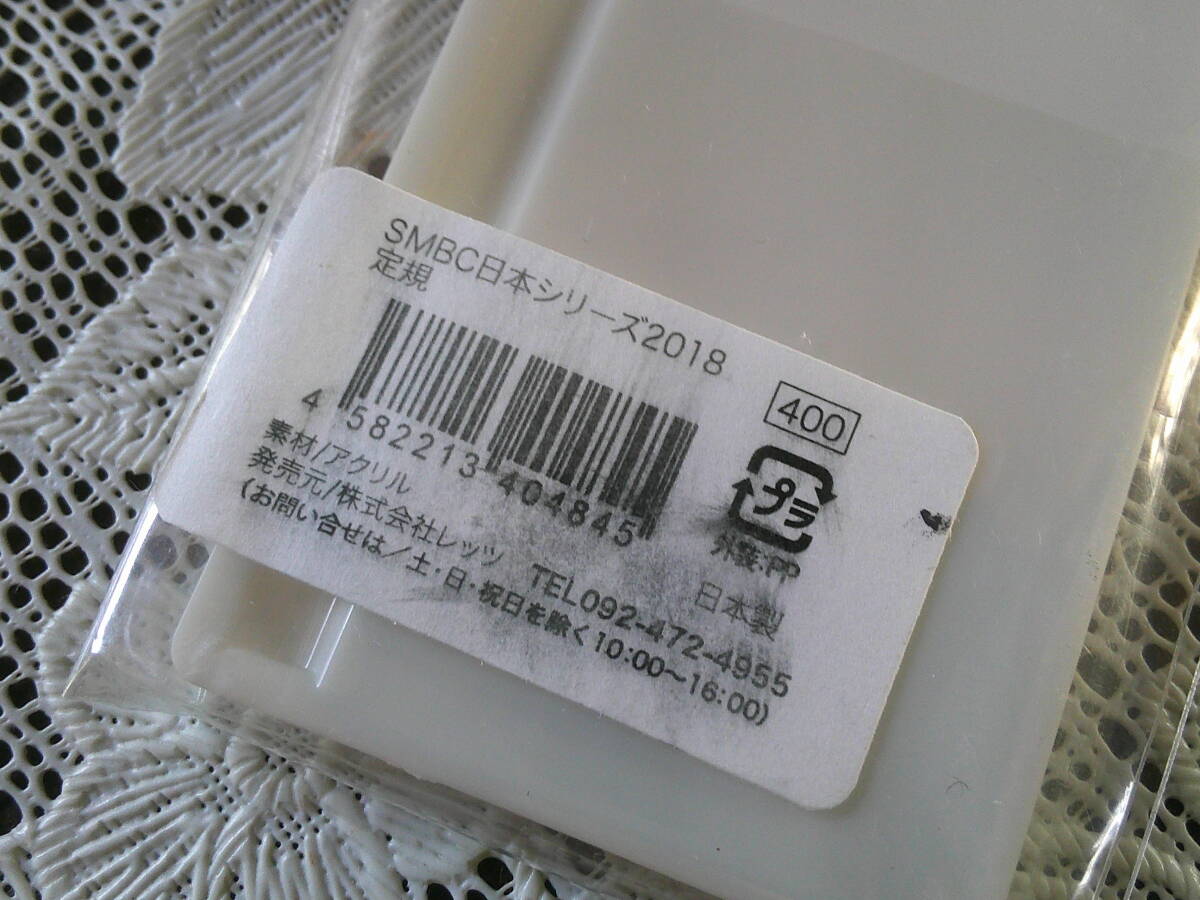 SMBC日本シリーズ2018
定規
400
4 582213 404845
プラ
外装:PP
素材/アクリル
日本製
発売元/株式会社レッツ TEL092-472-4955
(お問い合せは/土・日・祝日を除く10:00~16:00)